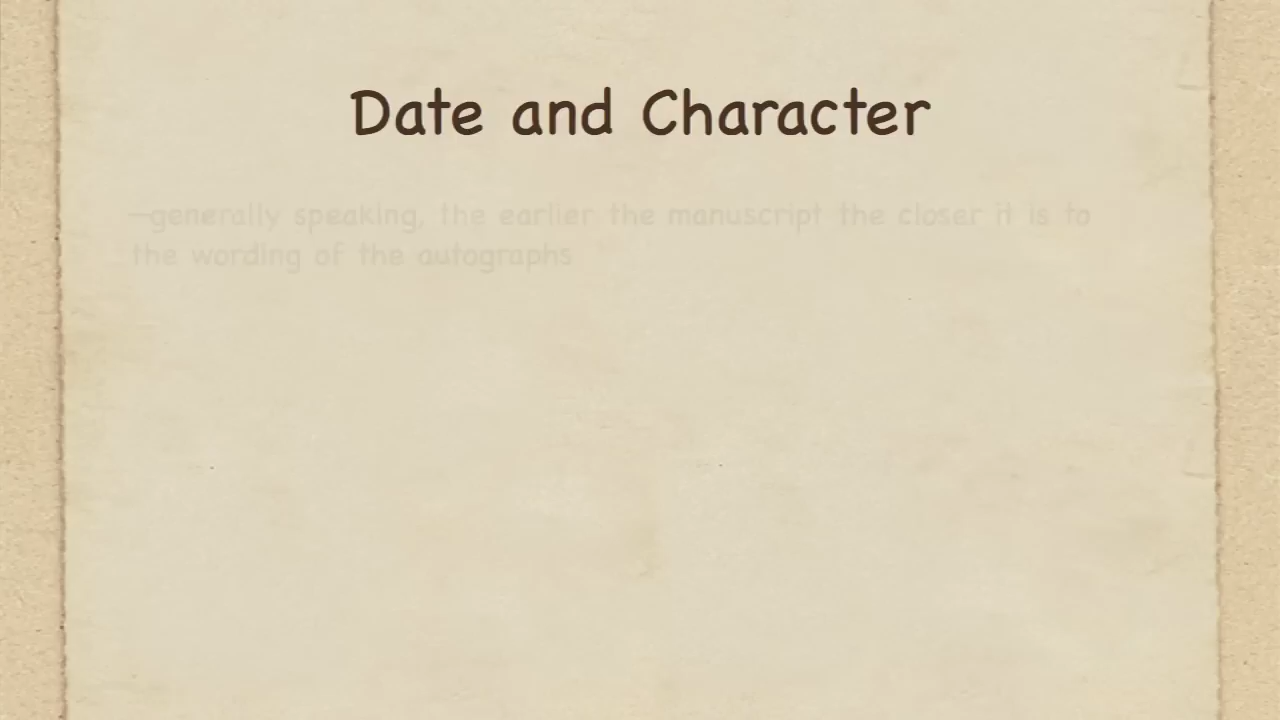 Date and Character
—generally speaking, the earlier the manuscript the closer it is to
the wording of the autographs